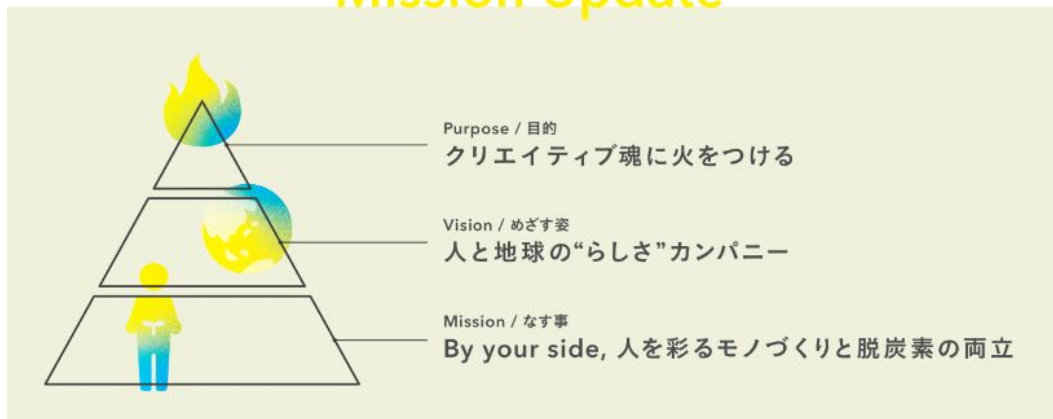 Mission Update
Purpose / 目的
クリエイティブ魂に火をつける
Vision / めざす姿
人と地球の“らしさ”カンパニー
Mission / なす事
By your side, 人を彩るモノづくりと脱炭素の両立